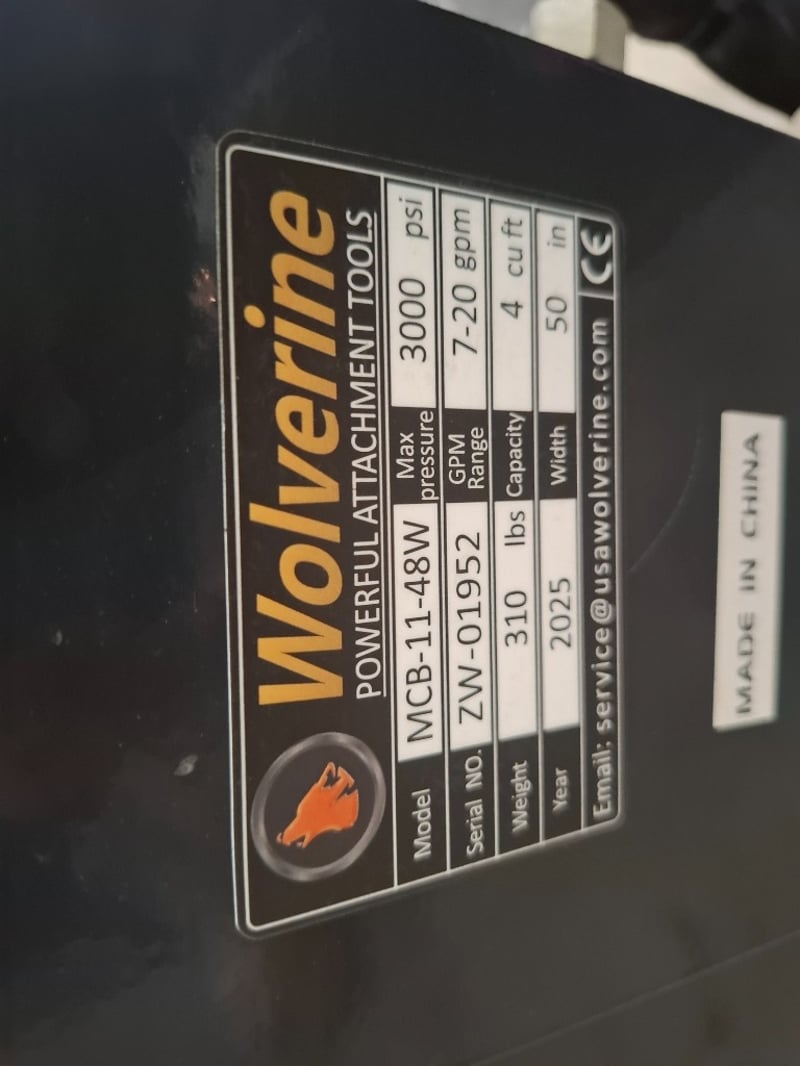 Wolverine
POWERFUL ATTACHMENT TOOLS
Model MCB-11-48W Max pressure 3000 psi
Serial NO. ZW-01952 GPM Range 7-20 gpm
Weight 310 lbs Capacity 4 cu ft
Year 2025 Width 50 in
Email: service@usawolverine.com CE
MADE IN CHINA